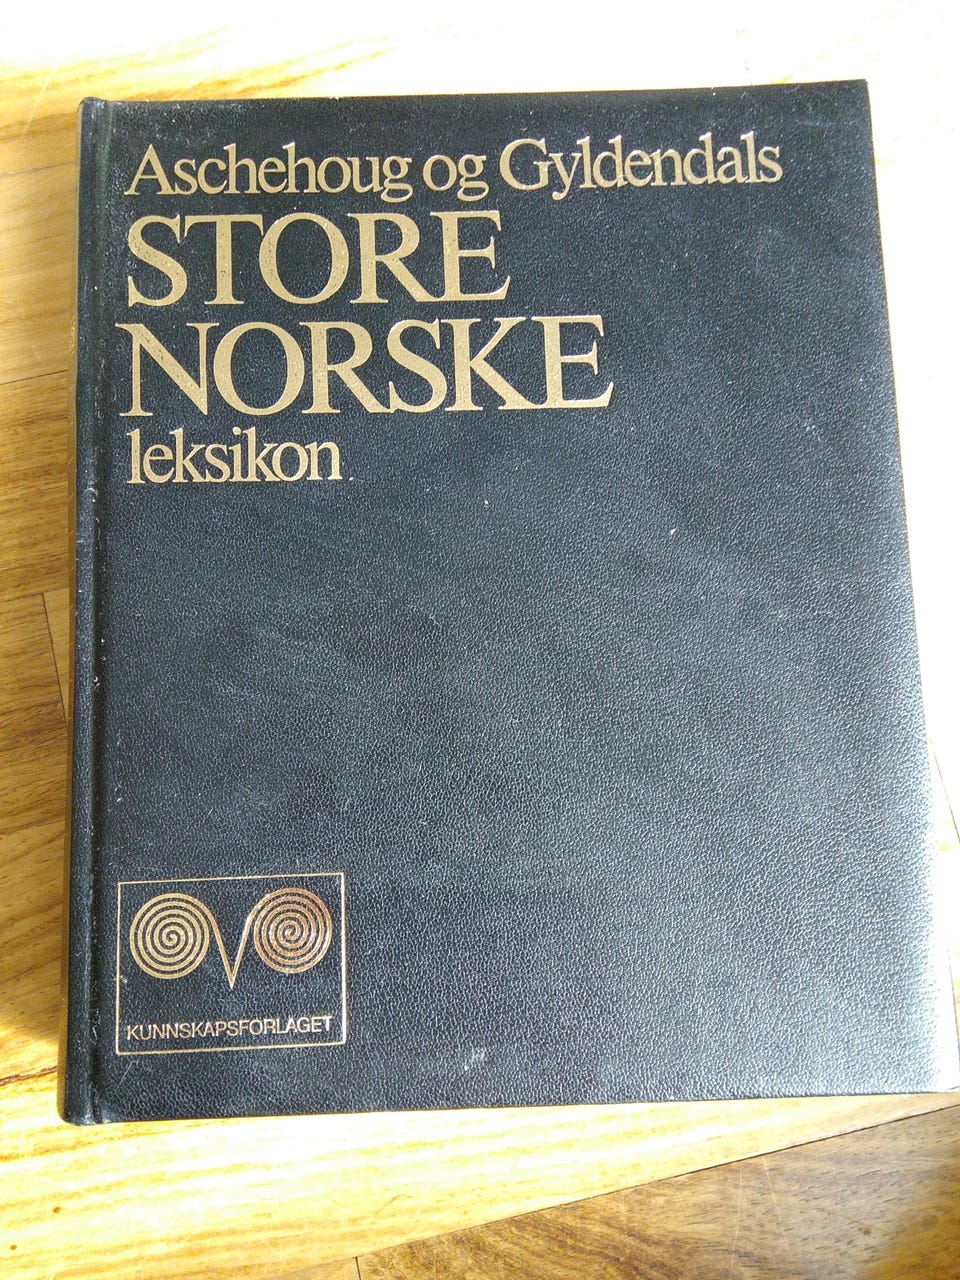 Aschehoug og Gyldendals
STORE
NORSKE
leksikon
KUNNSKAPSFORLAGET